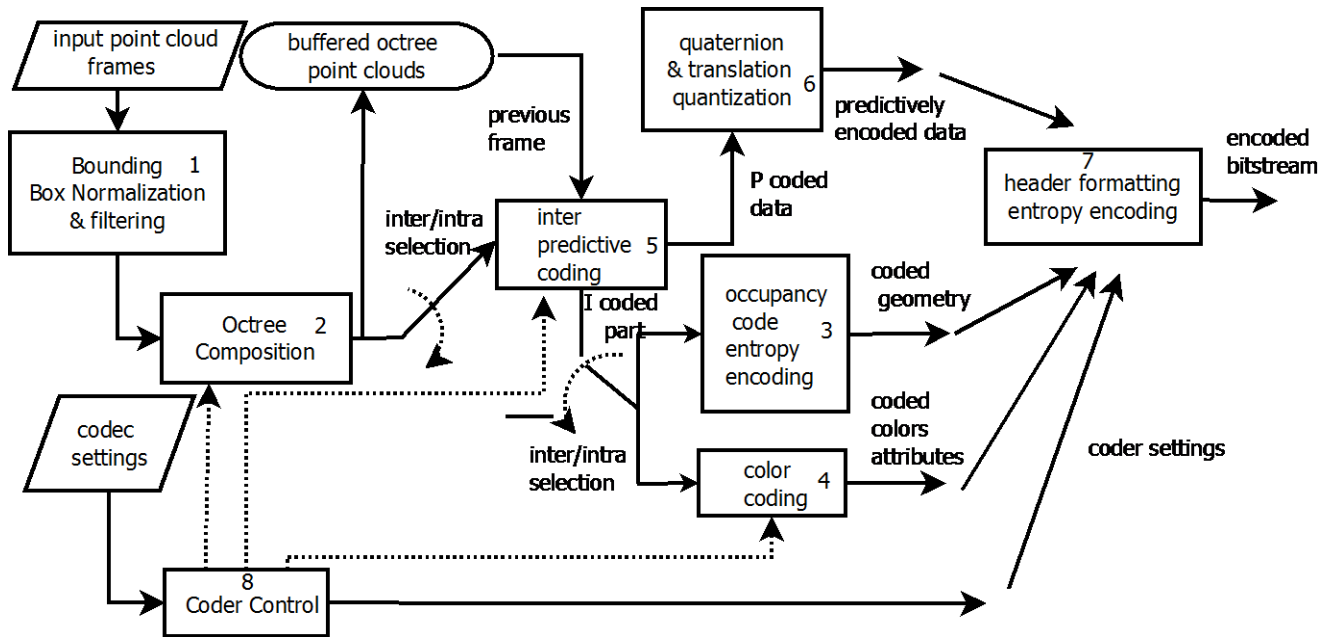 input point cloud
frames
buffered octree
point clouds
quaternion
& translation
quantization
6
predictively
encoded data
previous
frame
Bounding 1
Box Normalization
& filtering
P coded
data
7
header formatting
entropy encoding
encoded
bitstream
inter/intra
selection
inter
predictive 5
coding
I coded
part
Octree 2
Composition
occupancy
code 3
entropy
encoding
coded
geometry
codec
settings
inter/intra
selection
color 4
coding
coded
colors
attributes
coder settings
8
Coder Control